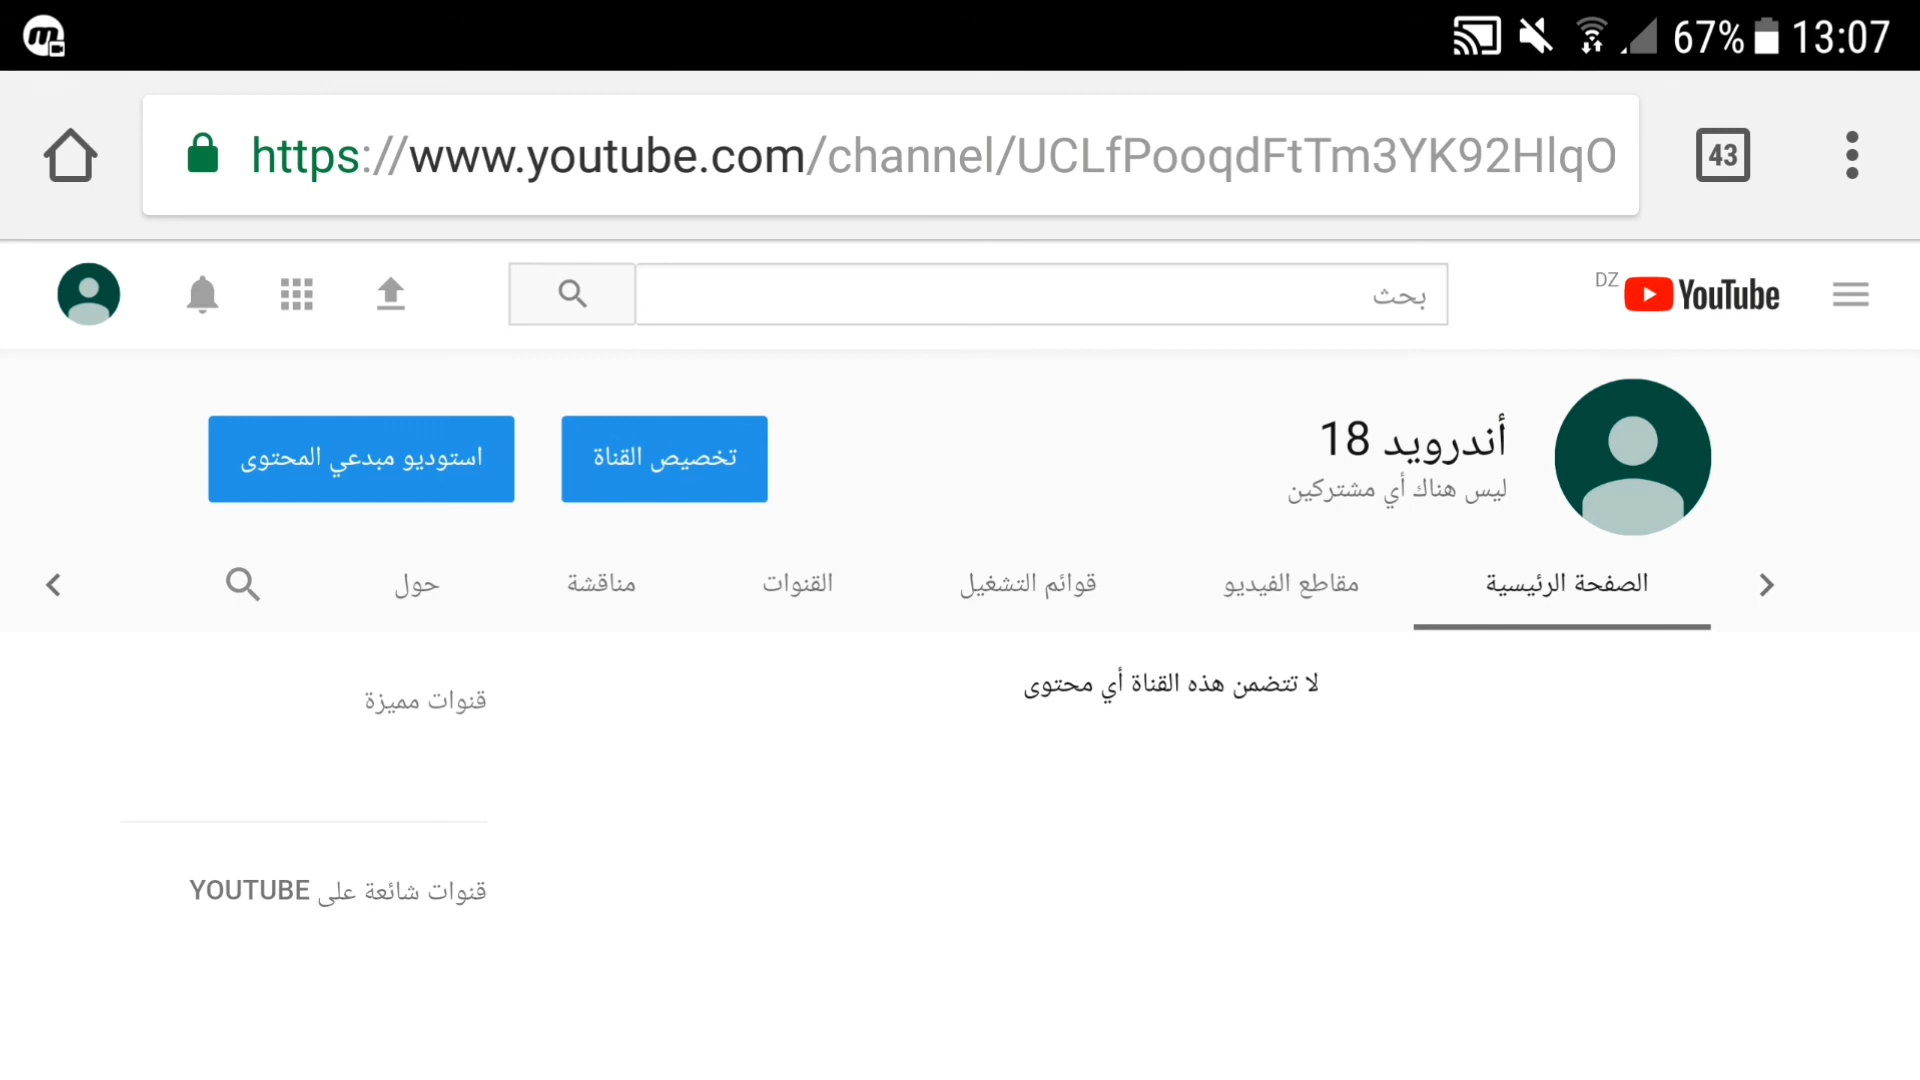 67% 13:07
https://www.youtube.com/channel/UCLfPooqdFtTm3YK92HlqO
43
YouTube DZ
بحث
أندرويد 18
ليس هناك أي مشتركين
تخصيص القناة
استوديو مبدعي المحتوى
الصفحة الرئيسية
مقاطع الفيديو
قوائم التشغيل
القنوات
مناقشة
حول
لا تتضمن هذه القناة أي محتوى
قنوات مميزة
قنوات شائعة على YOUTUBE